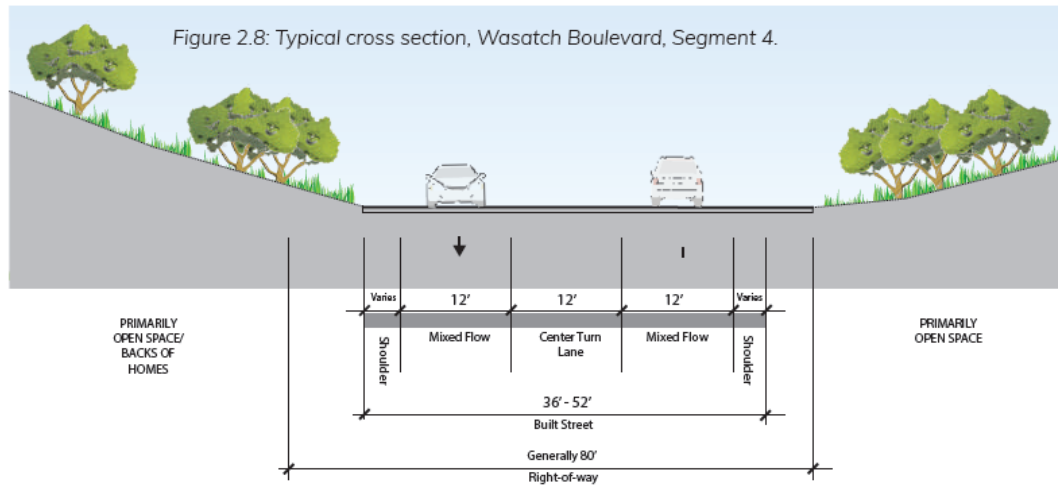 Figure 2.8: Typical cross section, Wasatch Boulevard, Segment 4.
Varies
12'
12'
12'
Varies
PRIMARILY
OPEN SPACE/
BACKS OF
HOMES
Shoulder
Mixed Flow
Center Turn
Lane
Mixed Flow
Shoulder
PRIMARILY
OPEN SPACE
36' - 52'
Built Street
Generally 80'
Right-of-way